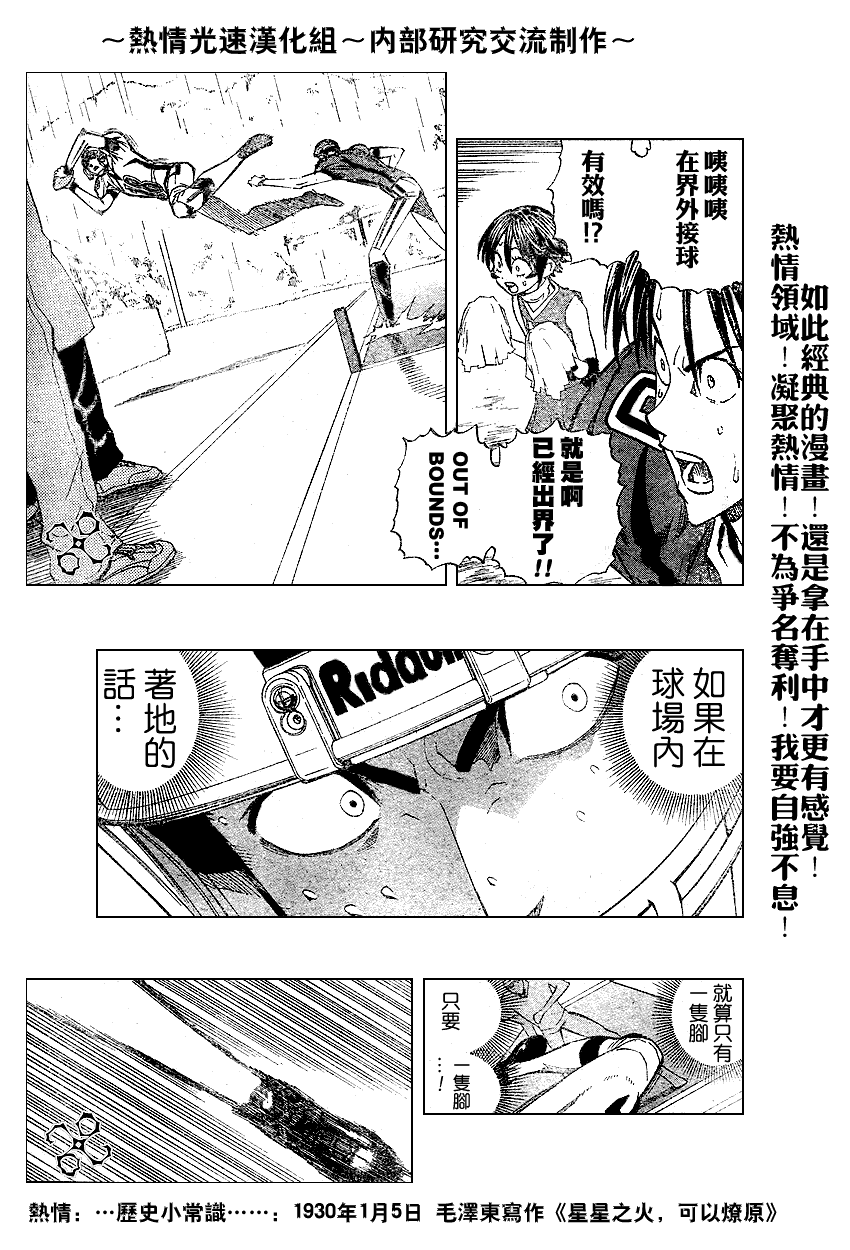 ～熱情光速漢化組～內部研究交流制作～
咦咦咦
在界外接球
有效嗎!?
就是啊
已經出界了!!
OUT OF
BOUNDS…
如此經典的漫畫！還是拿在手中才更有感覺！
熱情領域！凝聚熱情！不為爭名奪利！我要自強不息！
如果在
球場內
Riddell
著地的
話…
就算只有
一隻腳
只要
一隻腳
…!
熱情：…歷史小常識……：1930年1月5日 毛澤東寫作《星星之火，可以燎原》